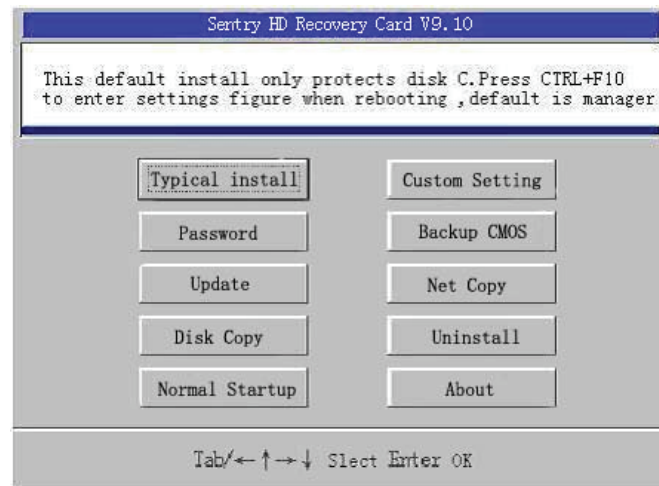 Sentry HD Recovery Card V9.10
This default install only protects disk C.Press CTRL+F10
to enter settings figure when rebooting ,default is manager
Typical install
Custom Setting
Password
Backup CMOS
Update
Net Copy
Disk Copy
Uninstall
Normal Startup
About
Tab/←↑→↓ Slect Enter OK